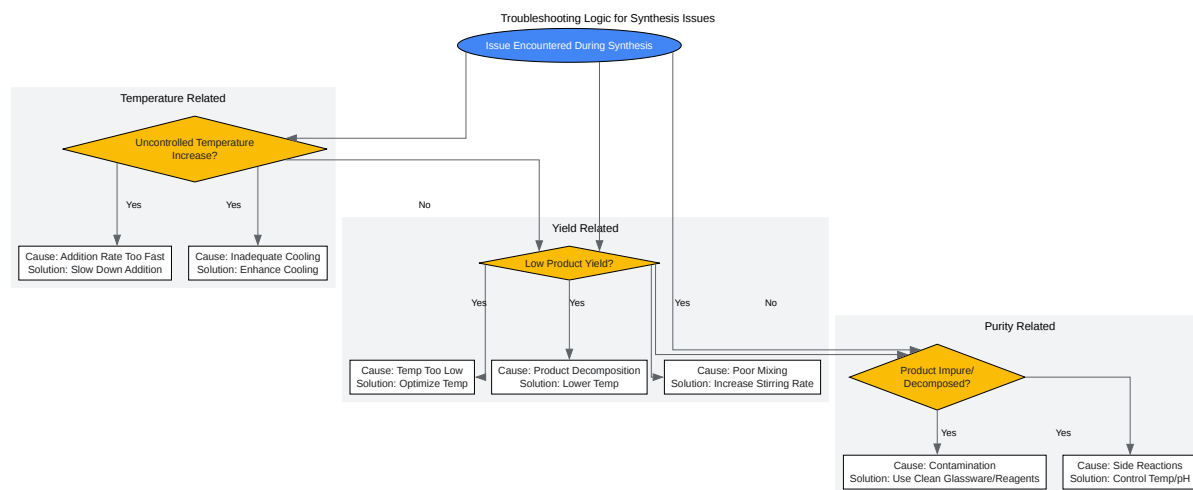 Troubleshooting Logic for Synthesis Issues
Issue Encountered During Synthesis
Temperature Related
Uncontrolled Temperature
Increase?
Yes
Yes
No
Cause: Addition Rate Too Fast
Solution: Slow Down Addition
Cause: Inadequate Cooling
Solution: Enhance Cooling
Yield Related
Low Product Yield?
Yes
Yes
Yes
No
Cause: Temp Too Low
Solution: Optimize Temp
Cause: Product Decomposition
Solution: Lower Temp
Cause: Poor Mixing
Solution: Increase Stirring Rate
Purity Related
Product Impure/
Decomposed?
Yes
Yes
Cause: Contamination
Solution: Use Clean Glassware/Reagents
Cause: Side Reactions
Solution: Control Temp/pH